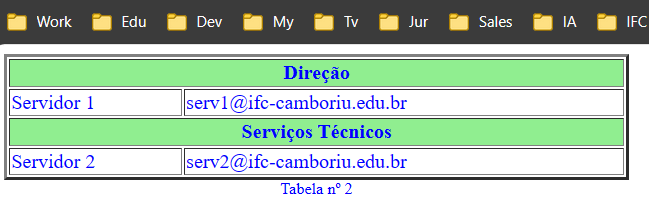 Work Edu Dev My Tv Jur Sales IA IFC
Direção
Servidor 1 serv1@ifc-camboriu.edu.br
Serviços Técnicos
Servidor 2 serv2@ifc-camboriu.edu.br
Tabela nº 2